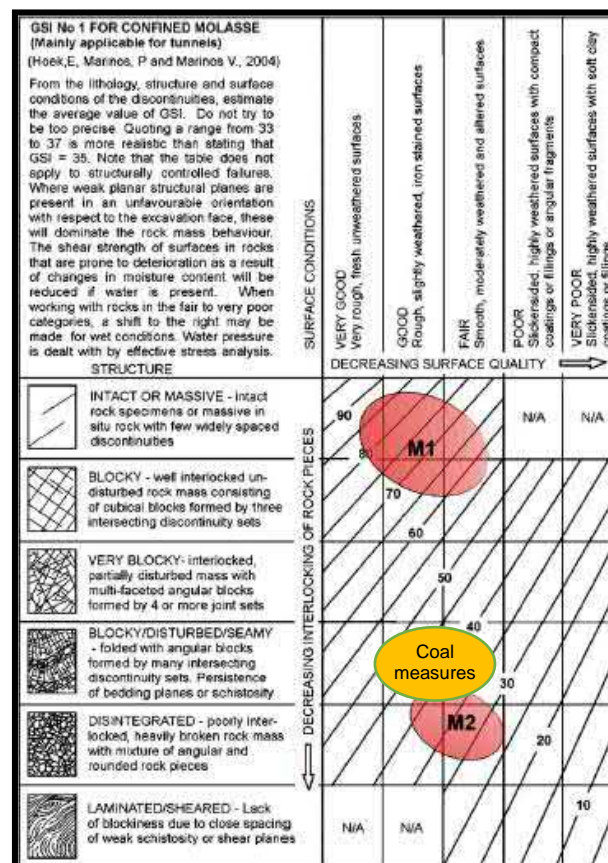 GSI No 1 FOR CONFINED MOLASSE
(Mainly applicable for tunnels)
(Hoek,E, Marinos, P and Marinos V., 2004)
From the lithology, structure and surface
conditions of the discontinuities, estimate
the average value of GSI. Do not try to
be too precise. Quoting a range from 33
to 37 is more realistic than stating that
GSI = 35. Note that the table does not
apply to structurally controlled failures.
Where weak planar structural planes are
present in an unfavourable orientation
with respect to the excavation face, these
will dominate the rock mass behaviour.
The shear strength of surfaces in rocks
that are prone to deterioration as a result
of changes in moisture content will be
reduced if water is present. When
working with rocks in the fair to very poor
categories, a shift to the right may be
made for wet conditions. Water pressure
is dealt with by effective stress analysis.
STRUCTURE
SURFACE CONDITIONS
VERY GOOD
Very rough, fresh unweathered surfaces
GOOD
Rough, slightly weathered, iron stained surfaces
FAIR
Smooth, moderately weathered and altered surfaces
POOR
Slickensided, highly weathered surfaces with compact
coatings or fillings or angular fragments
VERY POOR
Slickensided, highly weathered surfaces with soft clay
coatings or fillings
DECREASING SURFACE QUALITY
DECREASING INTERLOCKING OF ROCK PIECES
INTACT OR MASSIVE - intact
rock specimens or massive in
situ rock with few widely spaced
discontinuities
90
80
M1
N/A
N/A
BLOCKY - well interlocked un-
disturbed rock mass consisting
of cubical blocks formed by three
intersecting discontinuity sets
70
60
VERY BLOCKY- interlocked,
partially disturbed mass with
multi-faceted angular blocks
formed by 4 or more joint sets
50
BLOCKY/DISTURBED/SEAMY
- folded with angular blocks
formed by many intersecting
discontinuity sets. Persistence
of bedding planes or schistosity
40
Coal
measures
30
DISINTEGRATED - poorly inter-
locked, heavily broken rock mass
with mixture of angular and
rounded rock pieces
M2
20
LAMINATED/SHEARED - Lack
of blockiness due to close spacing
of weak schistosity or shear planes
N/A
N/A
10